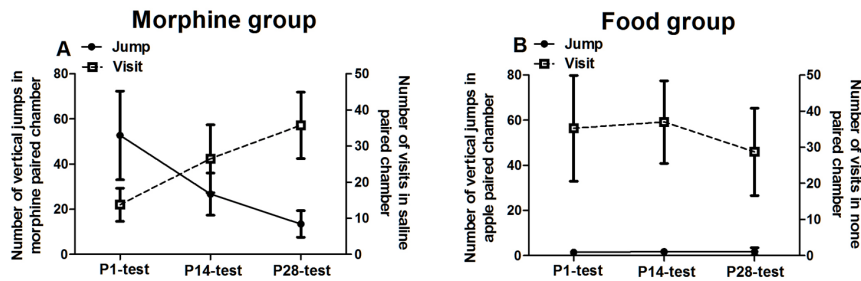 Morphine group
A
Jump
Visit
Number of vertical jumps in
morphine paired chamber
80
60
40
20
0
50
40
30
20
10
0
Number of visits in saline
paired chamber
P1-test
P14-test
P28-test
Food group
B
Jump
Visit
Number of vertical jumps in
apple paired chamber
80
60
40
20
0
50
40
30
20
10
0
Number of visits in none
paired chamber
P1-test
P14-test
P28-test